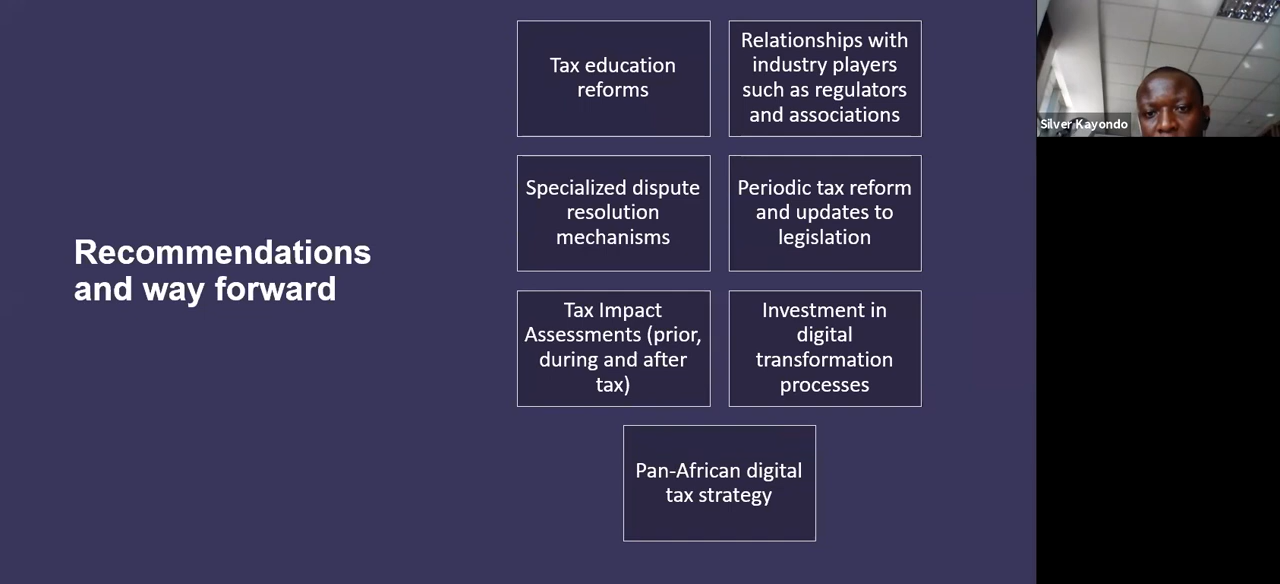 Recommendations
and way forward
Tax education
reforms
Relationships with
industry players
such as regulators
and associations
Specialized dispute
resolution
mechanisms
Periodic tax reform
and updates to
legislation
Tax Impact
Assessments (prior,
during and after
tax)
Investment in
digital
transformation
processes
Pan-African digital
tax strategy
Silver Kayondo